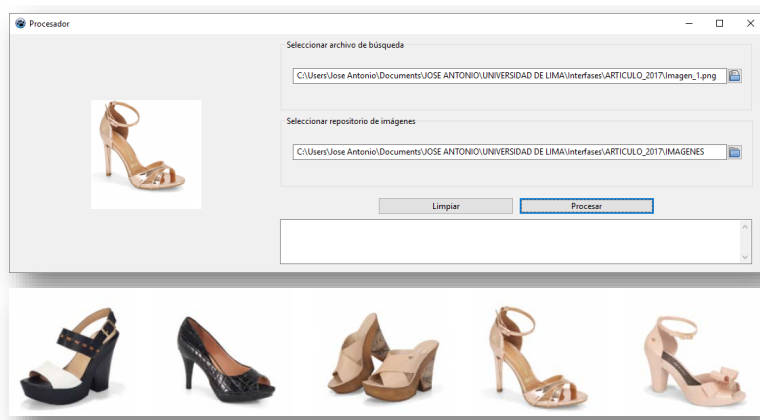 Procesador
Seleccionar archivo de búsqueda
C:\Users\Jose Antonio\Documents\JOSE ANTONIO\UNIVERSIDAD DE LIMA\Interfases\ARTICULO_2017\Imagen_1.png
Seleccionar repositorio de imágenes
C:\Users\Jose Antonio\Documents\JOSE ANTONIO\UNIVERSIDAD DE LIMA\Interfases\ARTICULO_2017\IMAGENES
Limpiar
Procesar